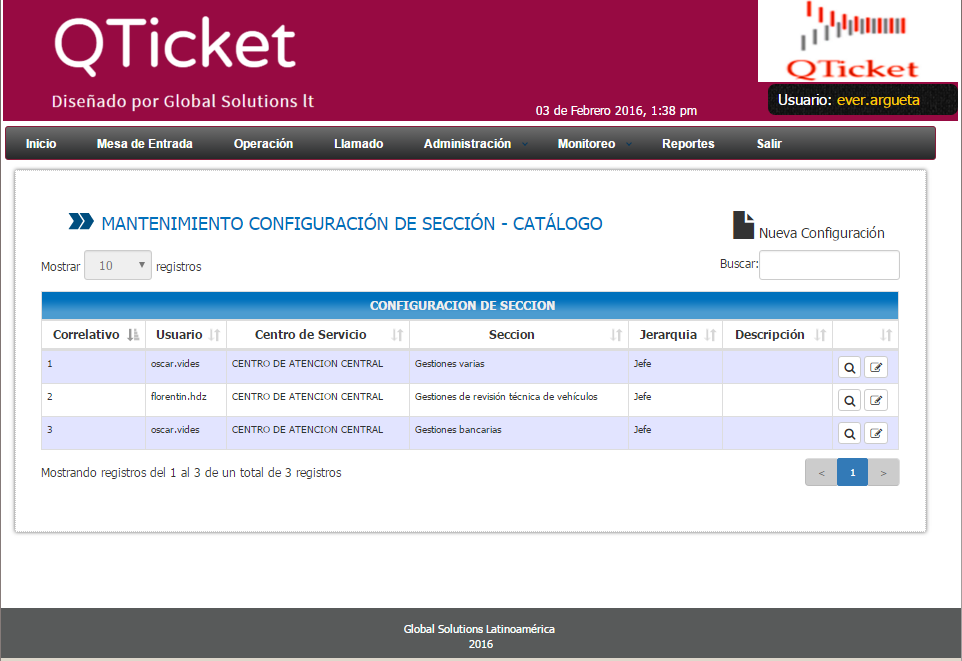 QTicket
Diseñado por Global Solutions lt
QTicket
03 de Febrero 2016, 1:38 pm
Usuario: ever.argueta
Inicio Mesa de Entrada Operación Llamado Administración Monitoreo Reportes Salir
MANTENIMIENTO CONFIGURACIÓN DE SECCIÓN - CATÁLOGO
Nueva Configuración
Mostrar 10 registros
Buscar:
CONFIGURACION DE SECCION
Correlativo Usuario Centro de Servicio Seccion Jerarquia Descripción
1 oscar.vides CENTRO DE ATENCION CENTRAL Gestiones varias Jefe
2 florentin.hdz CENTRO DE ATENCION CENTRAL Gestiones de revisión técnica de vehículos Jefe
3 oscar.vides CENTRO DE ATENCION CENTRAL Gestiones bancarias Jefe
Mostrando registros del 1 al 3 de un total de 3 registros
< 1 >
Global Solutions Latinoamérica
2016